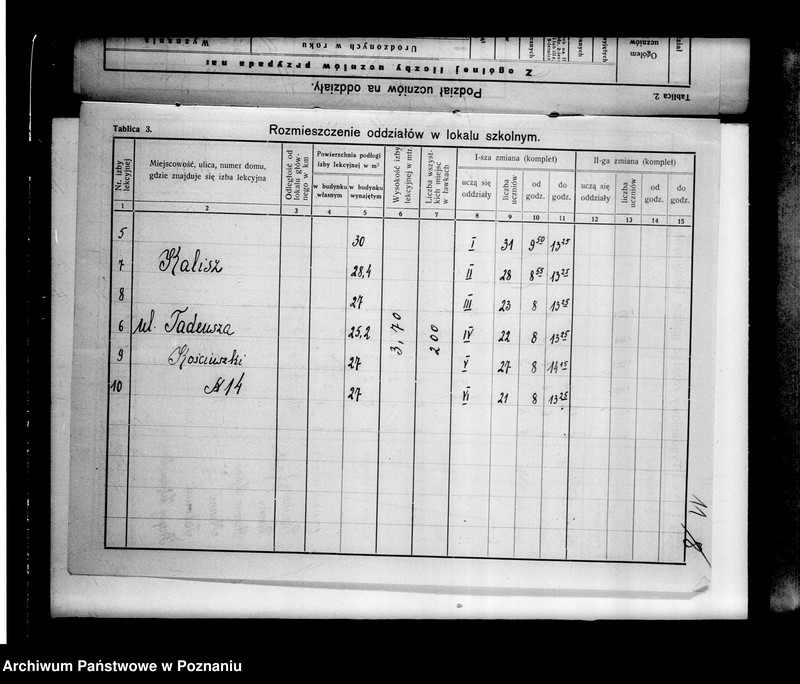 Tablica 2.
Podział uczniów na oddziały.
Z ogólnej liczby uczniów przypada na:
Ogółem uczniów
Urodzonych w roku
Wyznania
Tablica 3.
Rozmieszczenie oddziałów w lokalu szkolnym.
Nr. izby lekcyjnej
Miejscowość, ulica, numer domu, gdzie znajduje się izba lekcyjna
Odległość od lokalu głównego w km
Powierzchnia podłogi izby lekcyjnej w m²
w budynku własnym
w budynku wynajętym
Wysokość izby lekcyjnej w mtr.
Liczba wszystkich miejsc w ławkach
I-sza zmiana (komplet)
uczą się oddziały
liczba uczniów
od godz.
do godz.
II-ga zmiana (komplet)
uczą się oddziały
liczba uczniów
od godz.
do godz.
1 2 3 4 5 6 7 8 9 10 11 12 13 14 15
5 30 I 31 9⁵⁰ 13²⁵
7 Kalisz 28,4 II 28 8⁵⁵ 13²⁵
8 27 III 23 8 13²⁵
6 ul. Tadeusza 25,2 3,70 200 IV 22 8 13²⁵
9 Kościuszki 27 V 27 8 14¹⁵
10 № 14 27 VI 21 8 13²⁵
Archiwum Państwowe w Poznaniu